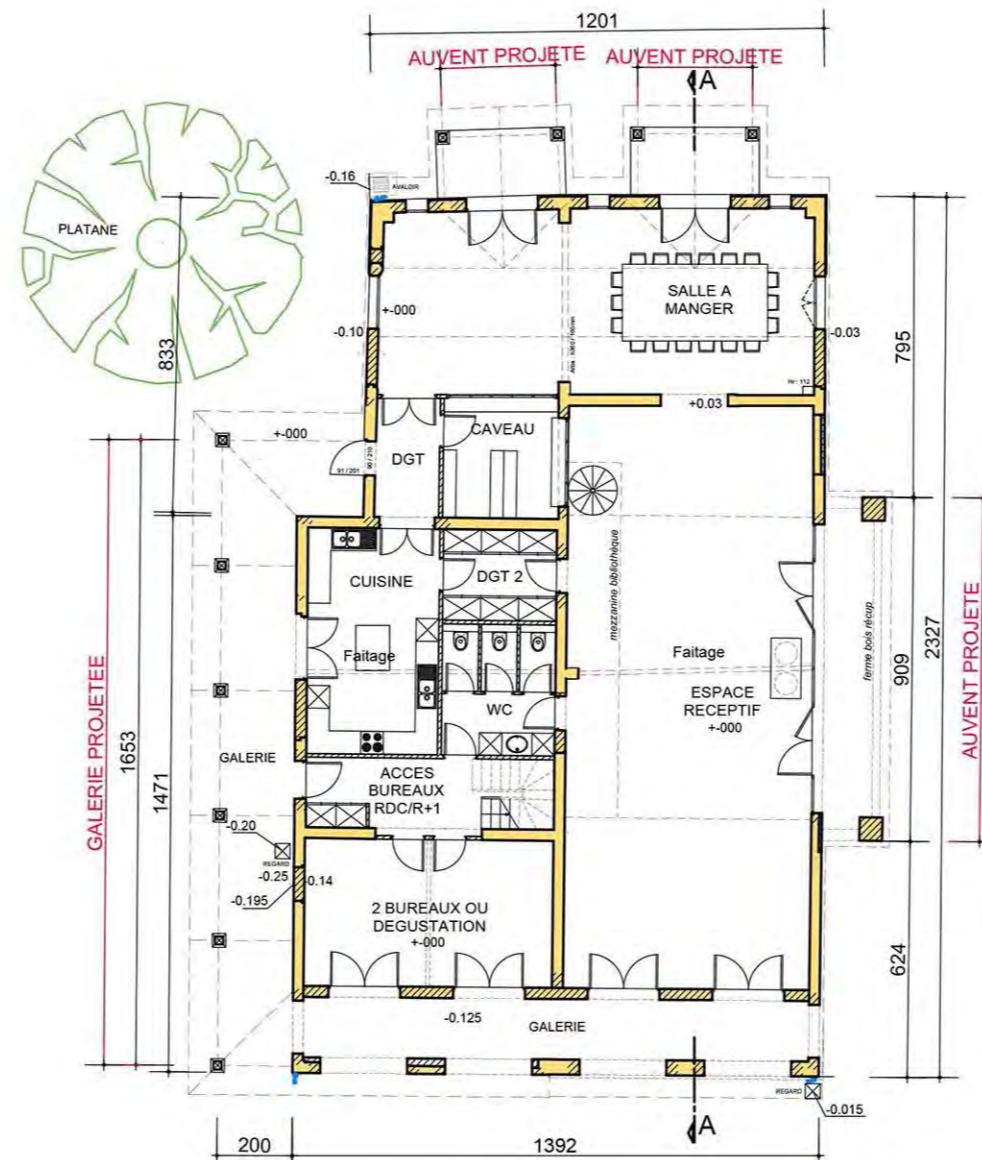 1201
AUVENT PROJETE
AUVENT PROJETE
A
-0.16
AVALOIR
PLATANE
833
+-000
-0.10
SALLE A
MANGER
-0.03
795
+0.03
+-000
91 / 201
90 / 210
DGT
CAVEAU
CUISINE
DGT 2
mezzanine bibliothèque
Faitage
Faitage
ESPACE
RECEPTIF
+-000
ferme bois récup
909
2327
AUVENT PROJETE
GALERIE PROJETEE
1653
1471
GALERIE
WC
ACCES
BUREAUX
RDC/R+1
-0.20
REGARD
-0.25
-0.14
-0.195
2 BUREAUX OU
DEGUSTATION
+-000
624
-0.125
GALERIE
REGARD
-0.015
A
200
1392